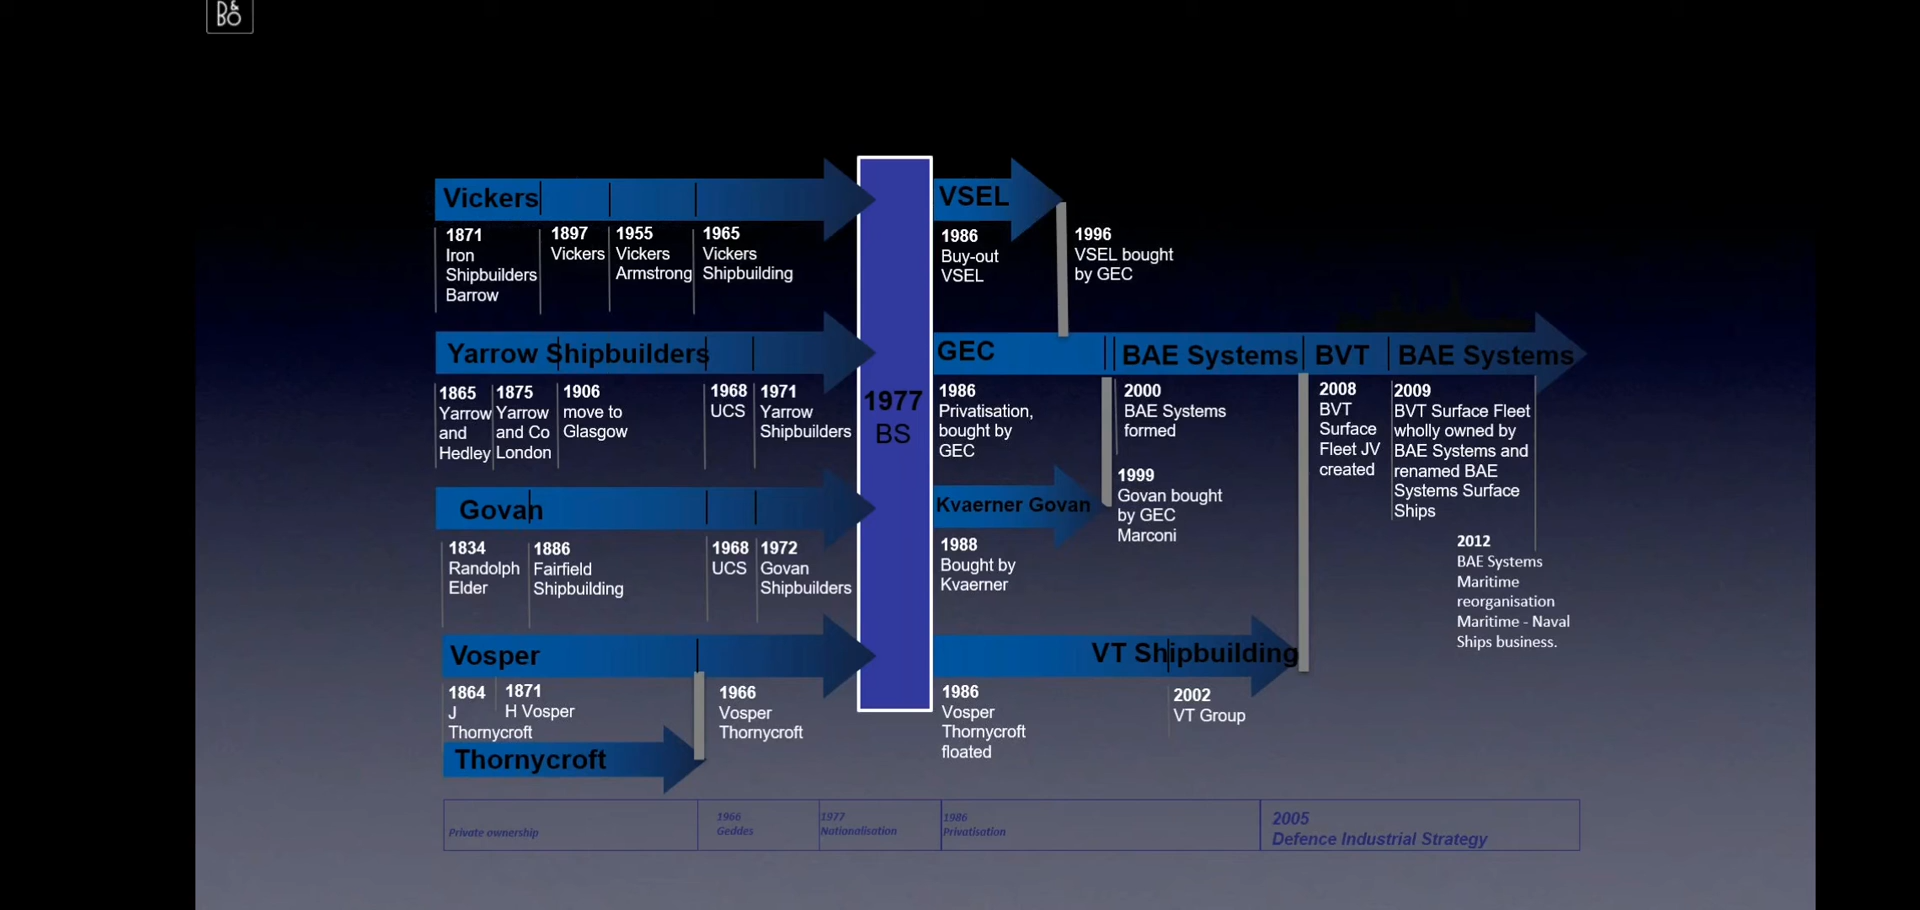 B&O
Vickers
1871
Iron
Shipbuilders
Barrow
1897
Vickers
1955
Vickers
Armstrong
1965
Vickers
Shipbuilding
VSEL
1986
Buy-out
VSEL
1996
VSEL bought
by GEC
Yarrow Shipbuilders
1865
Yarrow
and
Hedley
1875
Yarrow
and Co
London
1906
move to
Glasgow
1968
UCS
1971
Yarrow
Shipbuilders
1977
BS
GEC
1986
Privatisation,
bought by
GEC
BAE Systems
2000
BAE Systems
formed
BVT
2008
BVT
Surface
Fleet JV
created
BAE Systems
2009
BVT Surface Fleet
wholly owned by
BAE Systems and
renamed BAE
Systems Surface
Ships
2012
BAE Systems
Maritime
reorganisation
Maritime - Naval
Ships business.
Govan
1834
Randolph
Elder
1886
Fairfield
Shipbuilding
1968
UCS
1972
Govan
Shipbuilders
Kvaerner Govan
1988
Bought by
Kvaerner
1999
Govan bought
by GEC
Marconi
Vosper
1864
J
Thornycroft
1871
H Vosper
1966
Vosper
Thornycroft
Thornycroft
VT Shipbuilding
1986
Vosper
Thornycroft
floated
2002
VT Group
Private ownership
1966
Geddes
1977
Nationalisation
1986
Privatisation
2005
Defence Industrial Strategy